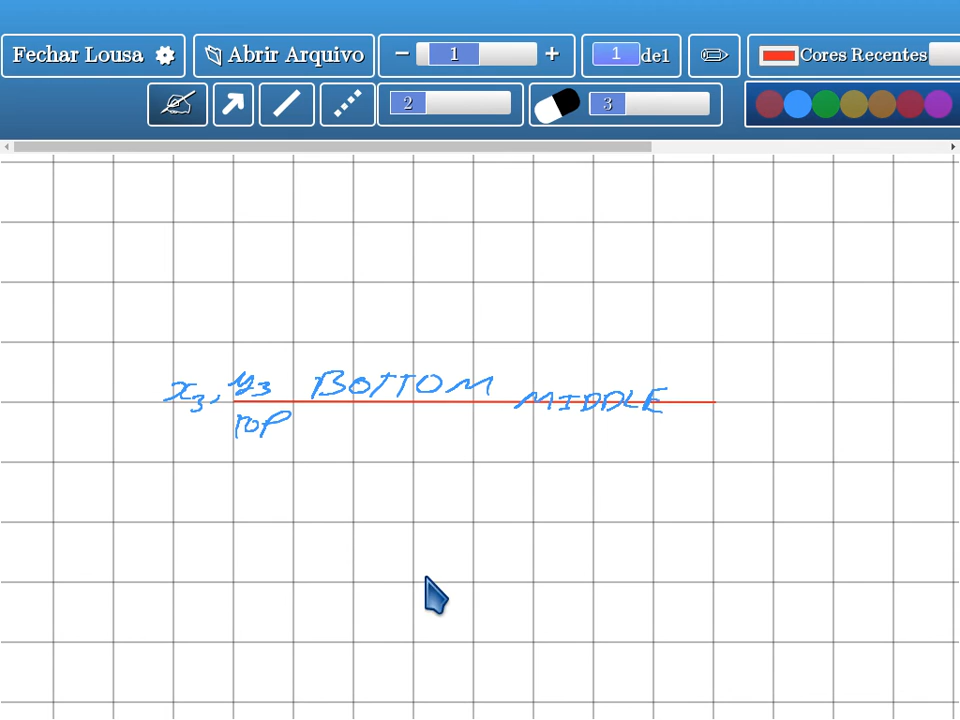 Fechar Lousa Abrir Arquivo − 1 + 1 de1 Cores Recentes
2 3
x3, y3 BOTTOM MIDDLE
TOP